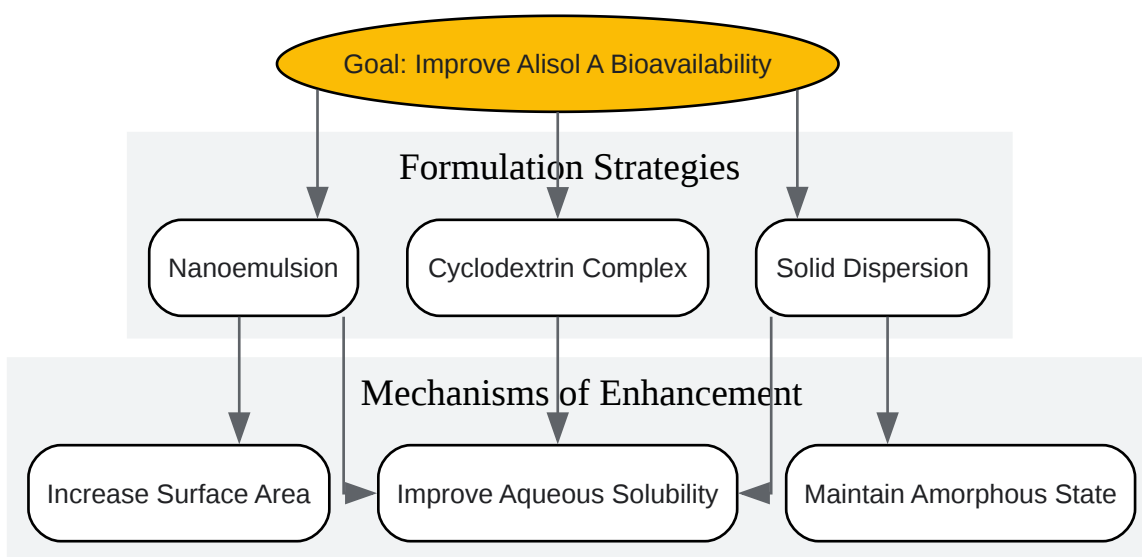 Goal: Improve Alisol A Bioavailability
Formulation Strategies
Nanoemulsion
Cyclodextrin Complex
Solid Dispersion
Mechanisms of Enhancement
Increase Surface Area
Improve Aqueous Solubility
Maintain Amorphous State